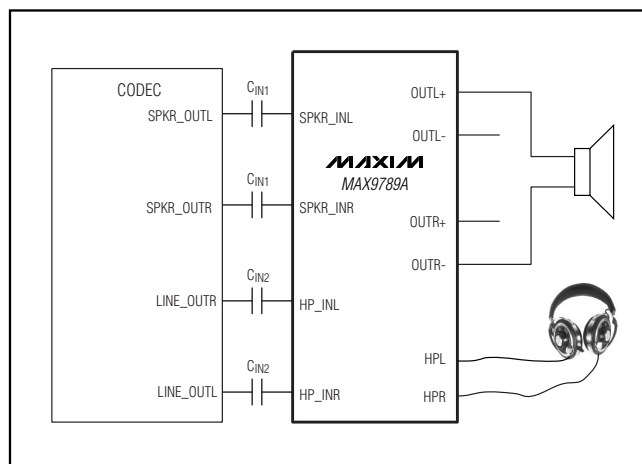 CODEC
SPKR_OUTL
SPKR_OUTR
LINE_OUTR
LINE_OUTL
CIN1
CIN1
CIN2
CIN2
SPKR_INL
SPKR_INR
HP_INL
HP_INR
MAXIM
MAX9789A
OUTL+
OUTL-
OUTR+
OUTR-
HPL
HPR